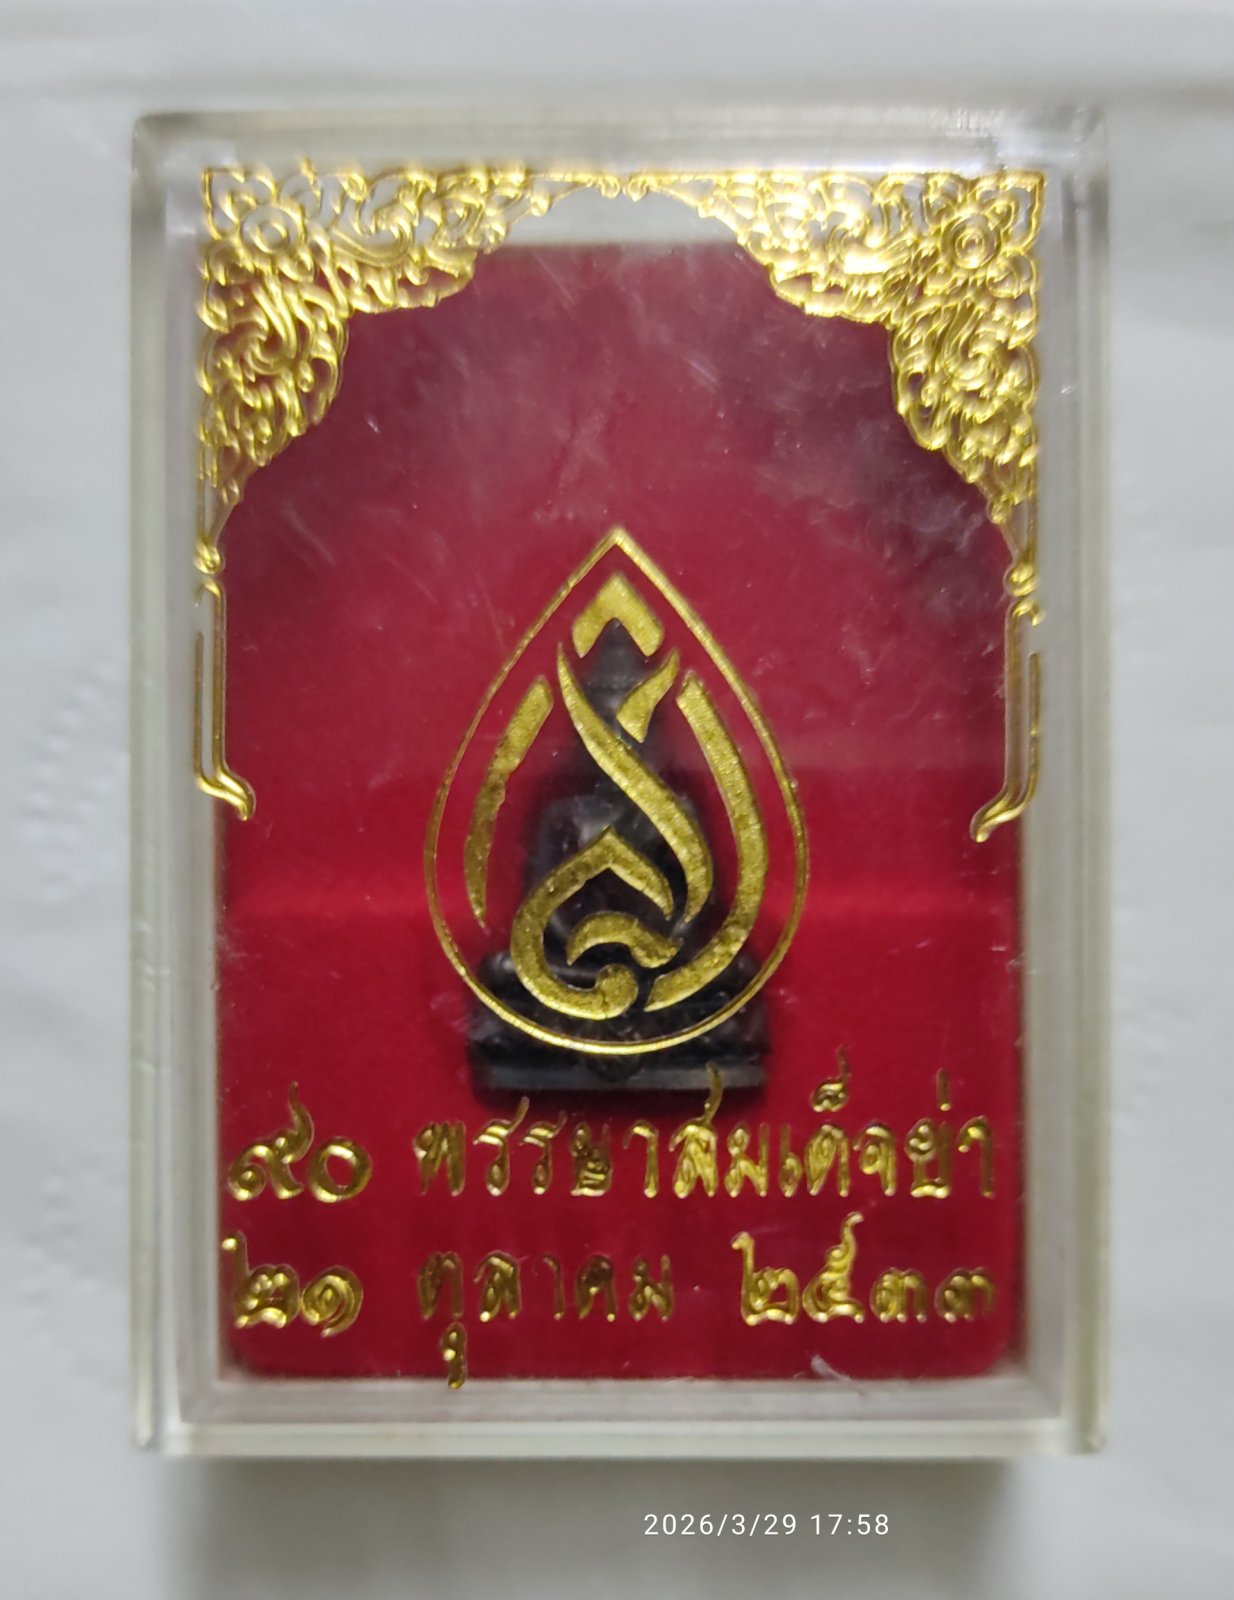 ๙๐ พรรษาสมเด็จย่า
๒๑ ตุลาคม ๒๕๓๓
2026/3/29 17:58